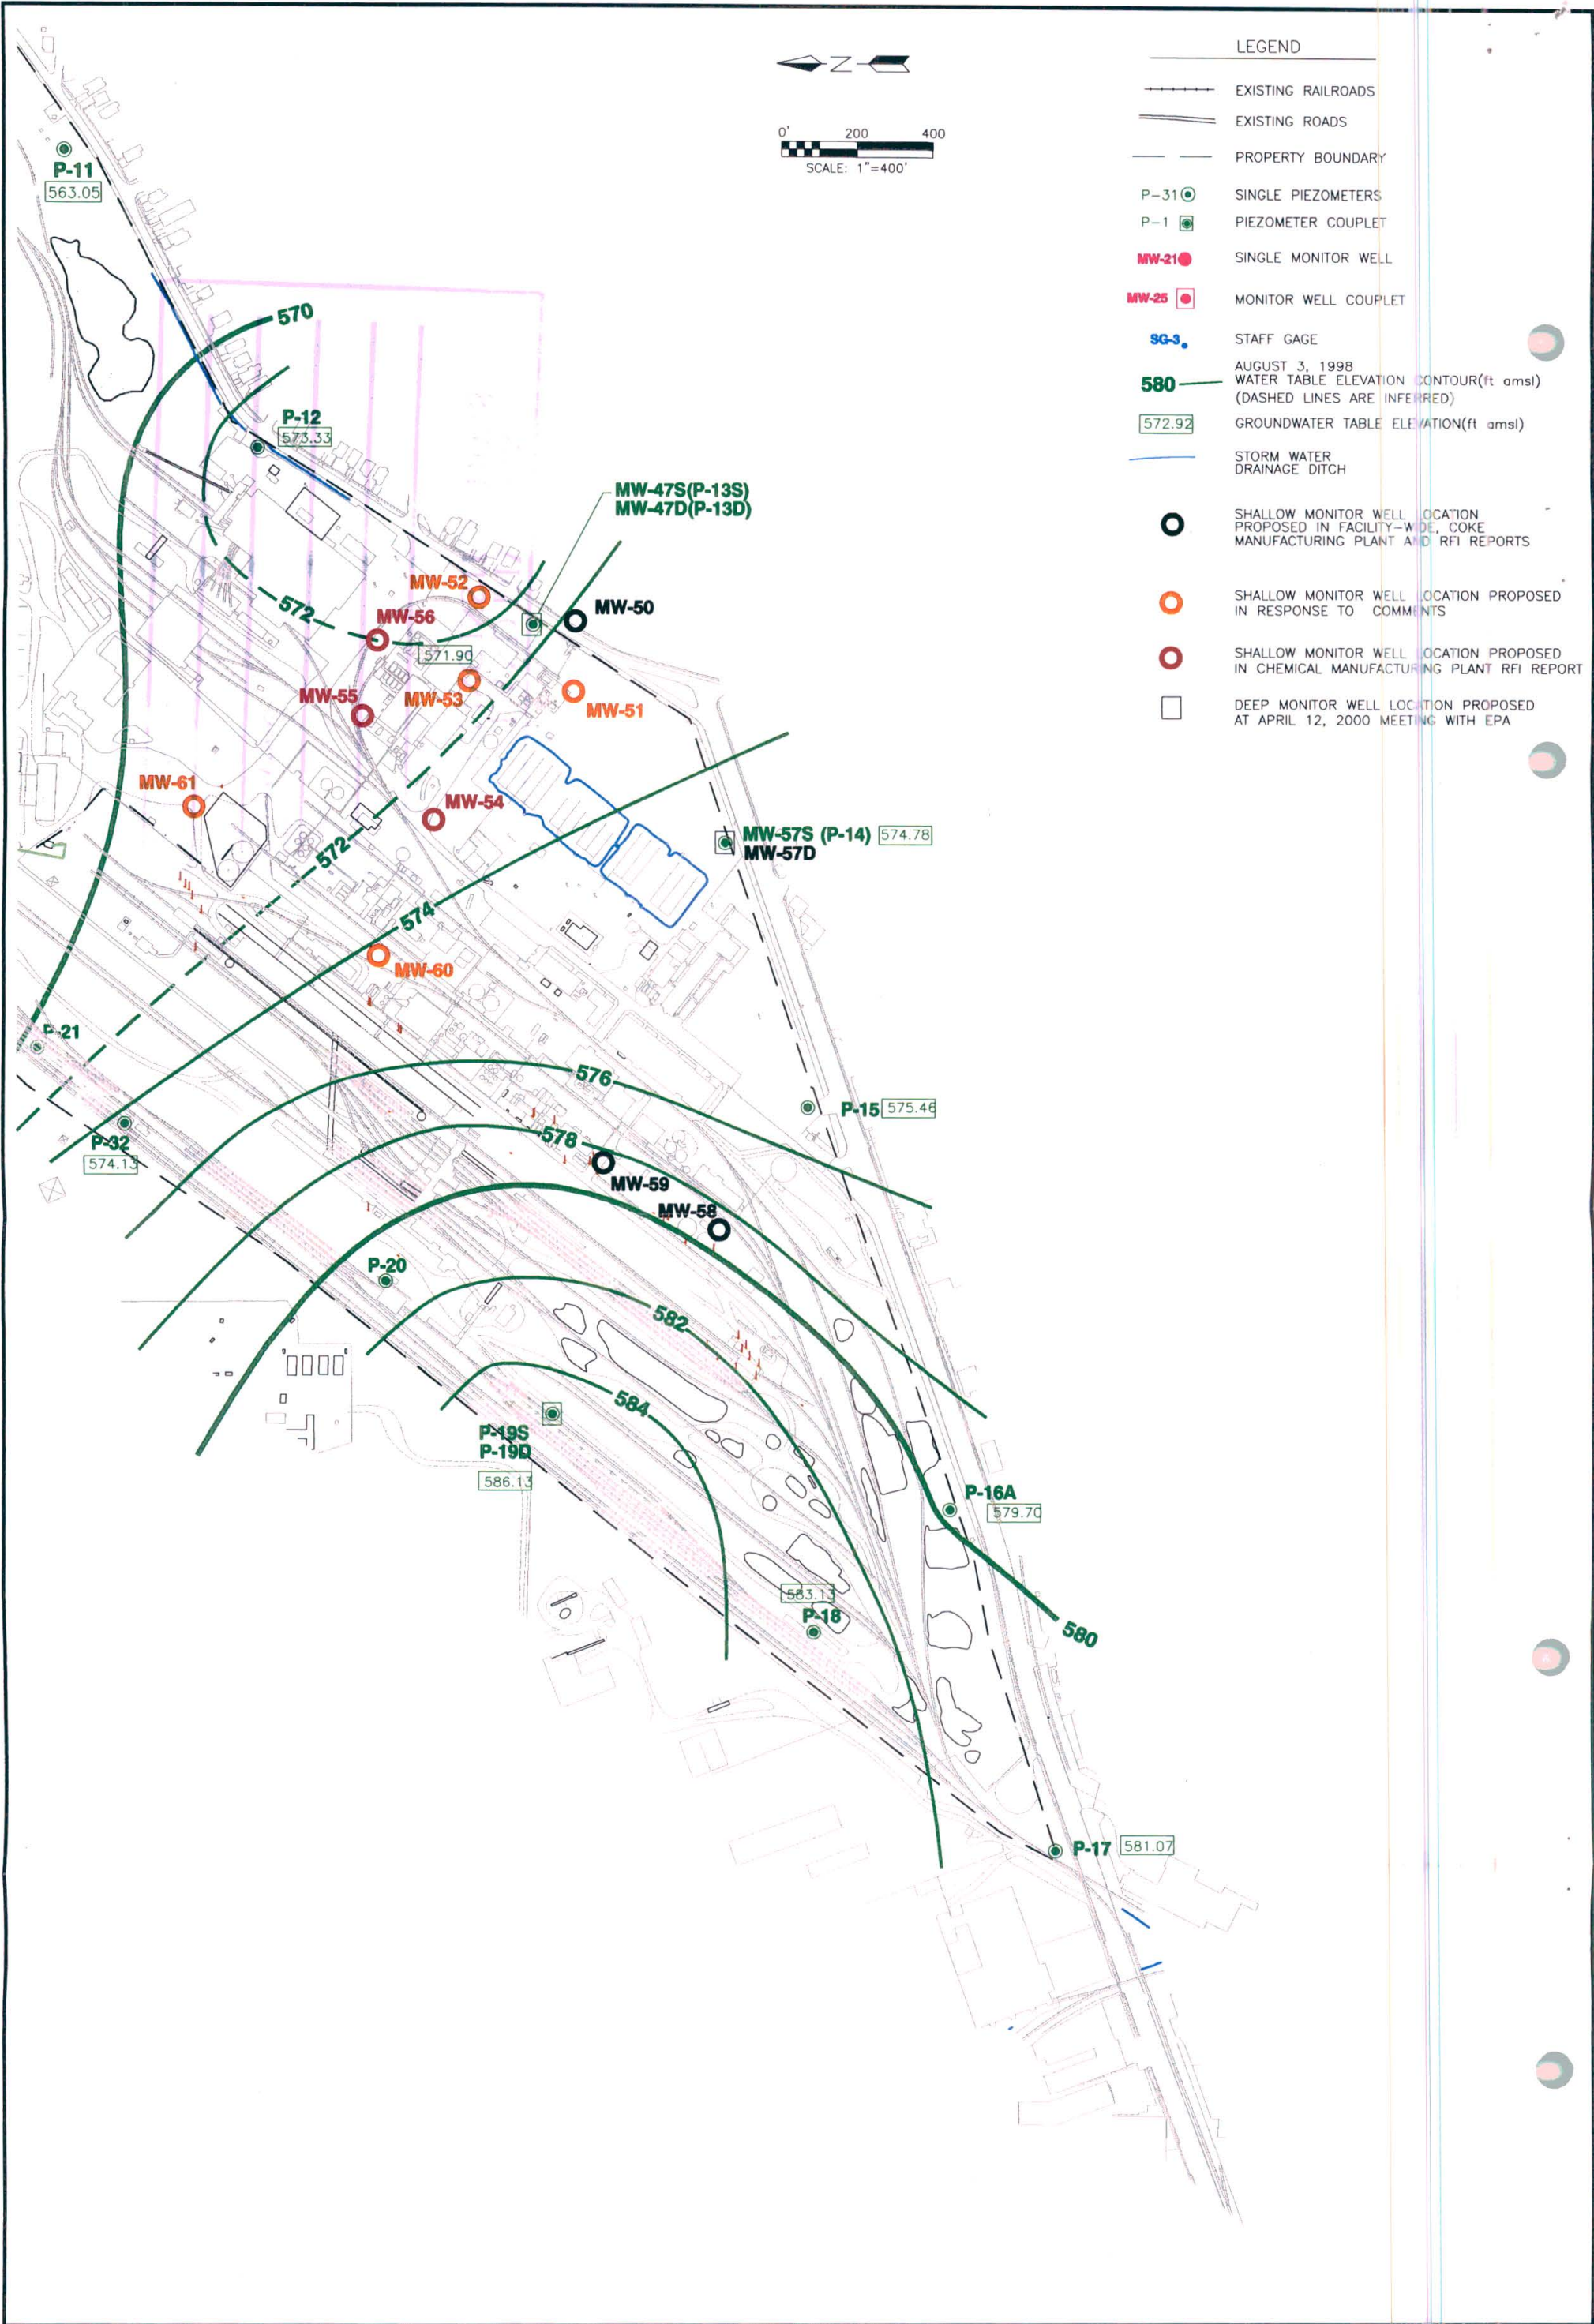 LEGEND
EXISTING RAILROADS
EXISTING ROADS
PROPERTY BOUNDARY
P-31 SINGLE PIEZOMETERS
P-1 PIEZOMETER COUPLET
MW-21 SINGLE MONITOR WELL
MW-25 MONITOR WELL COUPLET
SG-3 STAFF GAGE
AUGUST 3, 1998
580 WATER TABLE ELEVATION CONTOUR(ft amsl)
(DASHED LINES ARE INFERRED)
572.92 GROUNDWATER TABLE ELEVATION(ft amsl)
STORM WATER
DRAINAGE DITCH
SHALLOW MONITOR WELL LOCATION
PROPOSED IN FACILITY-WIDE, COKE
MANUFACTURING PLANT AND RFI REPORTS
SHALLOW MONITOR WELL LOCATION PROPOSED
IN RESPONSE TO COMMENTS
SHALLOW MONITOR WELL LOCATION PROPOSED
IN CHEMICAL MANUFACTURING PLANT RFI REPORT
DEEP MONITOR WELL LOCATION PROPOSED
AT APRIL 12, 2000 MEETING WITH EPA
N
0' 200 400
SCALE: 1"=400'
P-11
563.05
570
P-12
573.33
MW-47S(P-13S)
MW-47D(P-13D)
MW-52
572
MW-50
MW-56
571.90
MW-53
MW-55
MW-51
MW-61
MW-54
MW-57S (P-14) 574.78
MW-57D
572
574
MW-60
P-21
576
P-15 575.46
P-32
574.13
578
MW-59
MW-58
P-20
582
584
P-19S
P-19D
586.13
P-16A
579.70
583.13
P-18
580
P-17 581.07